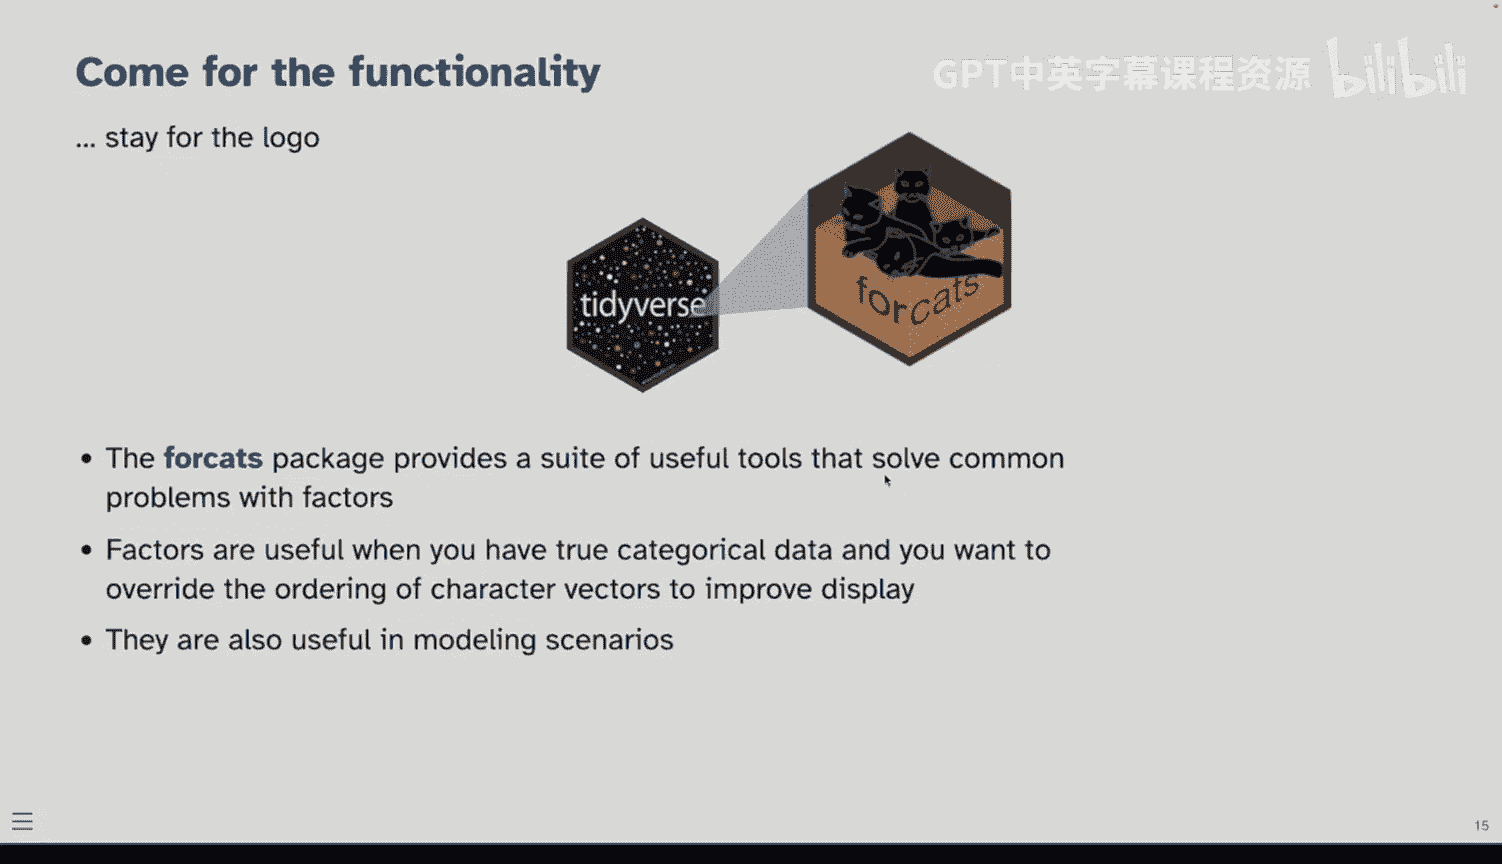 Come for the functionality
GPT中英字幕课程资源 bilibili
... stay for the logo
tidyverse
forcats
• The forcats package provides a suite of useful tools that solve common
problems with factors
• Factors are useful when you have true categorical data and you want to
override the ordering of character vectors to improve display
• They are also useful in modeling scenarios
15